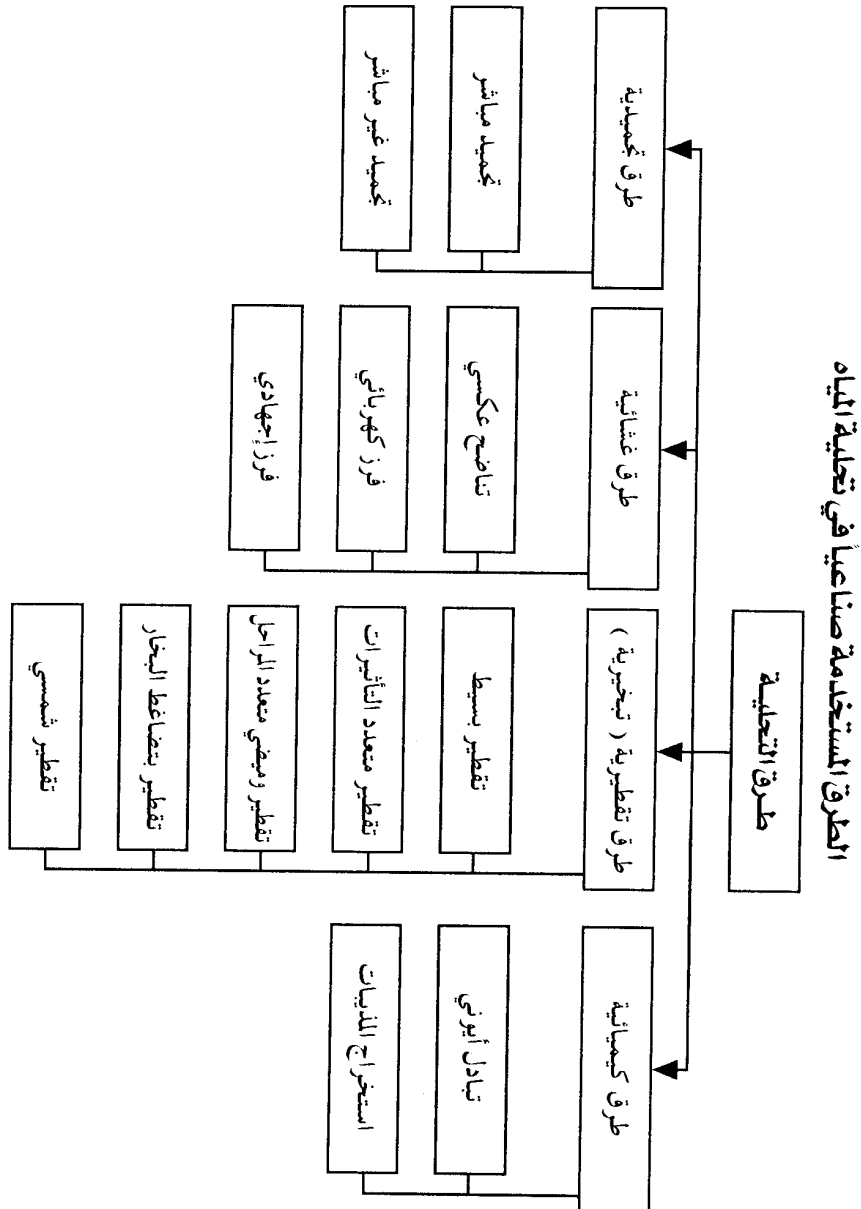 الطرق المستخدمة صناعياً في تحلية المياه
طرق التحلية
طرق تجميدية
تجميد مباشر
تجميد غير مباشر
طرق غشائية
تناضح عكسي
فرز كهربائي
فرز إجهادي
طرق تقطيرية ( تبخيرية )
تقطير بسيط
تقطير متعدد التأثيرات
تقطير وميضي متعدد المراحل
تقطير بتضاغط البخار
تقطير شمسي
طرق كيميائية
تبادل أيوني
استخراج المذيبات